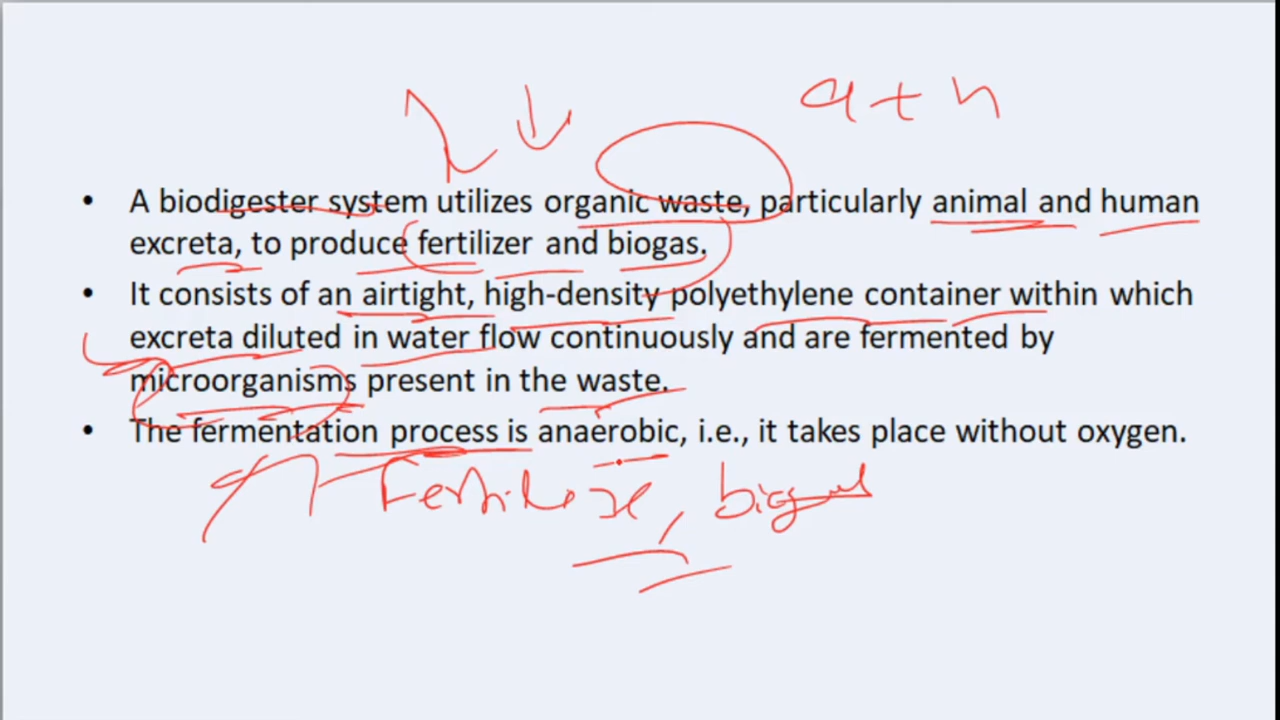 a + h
• A biodigester system utilizes organic waste, particularly animal and human
excreta, to produce fertilizer and biogas.
• It consists of an airtight, high-density polyethylene container within which
excreta diluted in water flow continuously and are fermented by
microorganisms present in the waste.
• The fermentation process is anaerobic, i.e., it takes place without oxygen.